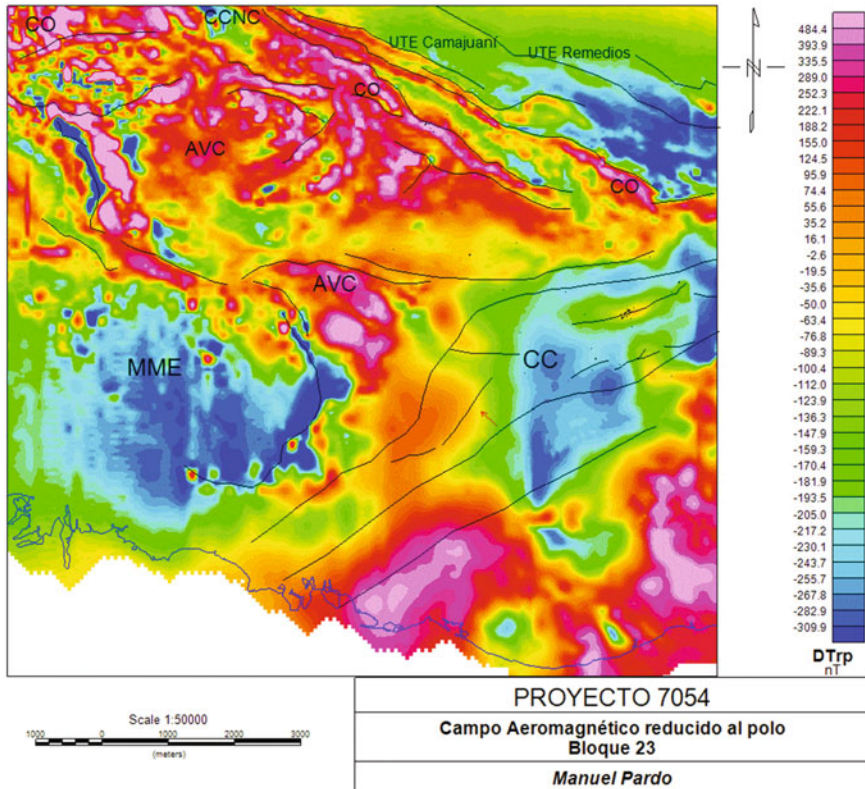 CO
CCNC
UTE Camajuaní
UTE Remedios
CO
AVC
CO
AVC
MME
CC
N
484.4
393.9
335.5
289.0
252.3
222.1
188.2
155.0
124.5
95.9
74.4
55.6
35.2
16.1
-2.6
-19.5
-35.6
-50.0
-63.4
-76.8
-89.3
-100.4
-112.0
-123.9
-136.3
-147.9
-159.3
-170.4
-181.9
-193.5
-205.0
-217.2
-230.1
-243.7
-255.7
-267.8
-282.9
-309.9
DTrp
nT
Scale 1:50000
1000 0 1000 2000 3000
(meters)
PROYECTO 7054
Campo Aeromagnético reducido al polo
Bloque 23
Manuel Pardo